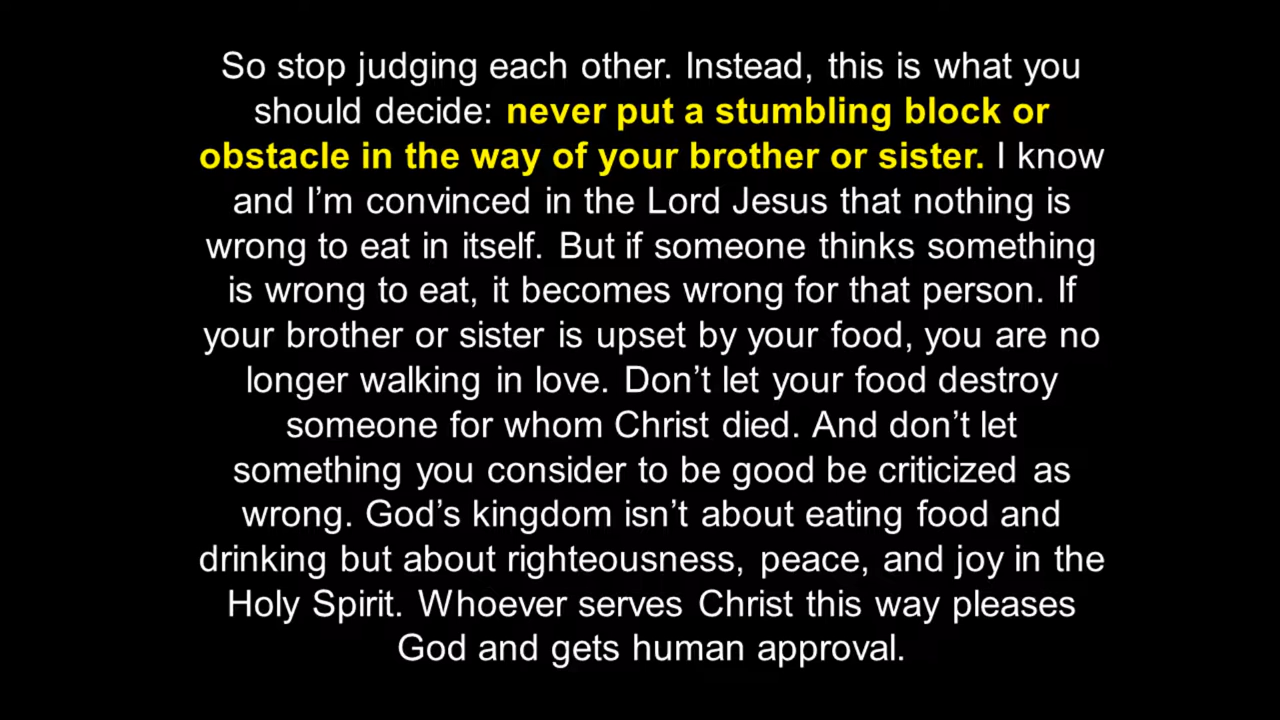 So stop judging each other. Instead, this is what you
should decide: never put a stumbling block or
obstacle in the way of your brother or sister. I know
and I’m convinced in the Lord Jesus that nothing is
wrong to eat in itself. But if someone thinks something
is wrong to eat, it becomes wrong for that person. If
your brother or sister is upset by your food, you are no
longer walking in love. Don’t let your food destroy
someone for whom Christ died. And don’t let
something you consider to be good be criticized as
wrong. God’s kingdom isn’t about eating food and
drinking but about righteousness, peace, and joy in the
Holy Spirit. Whoever serves Christ this way pleases
God and gets human approval.